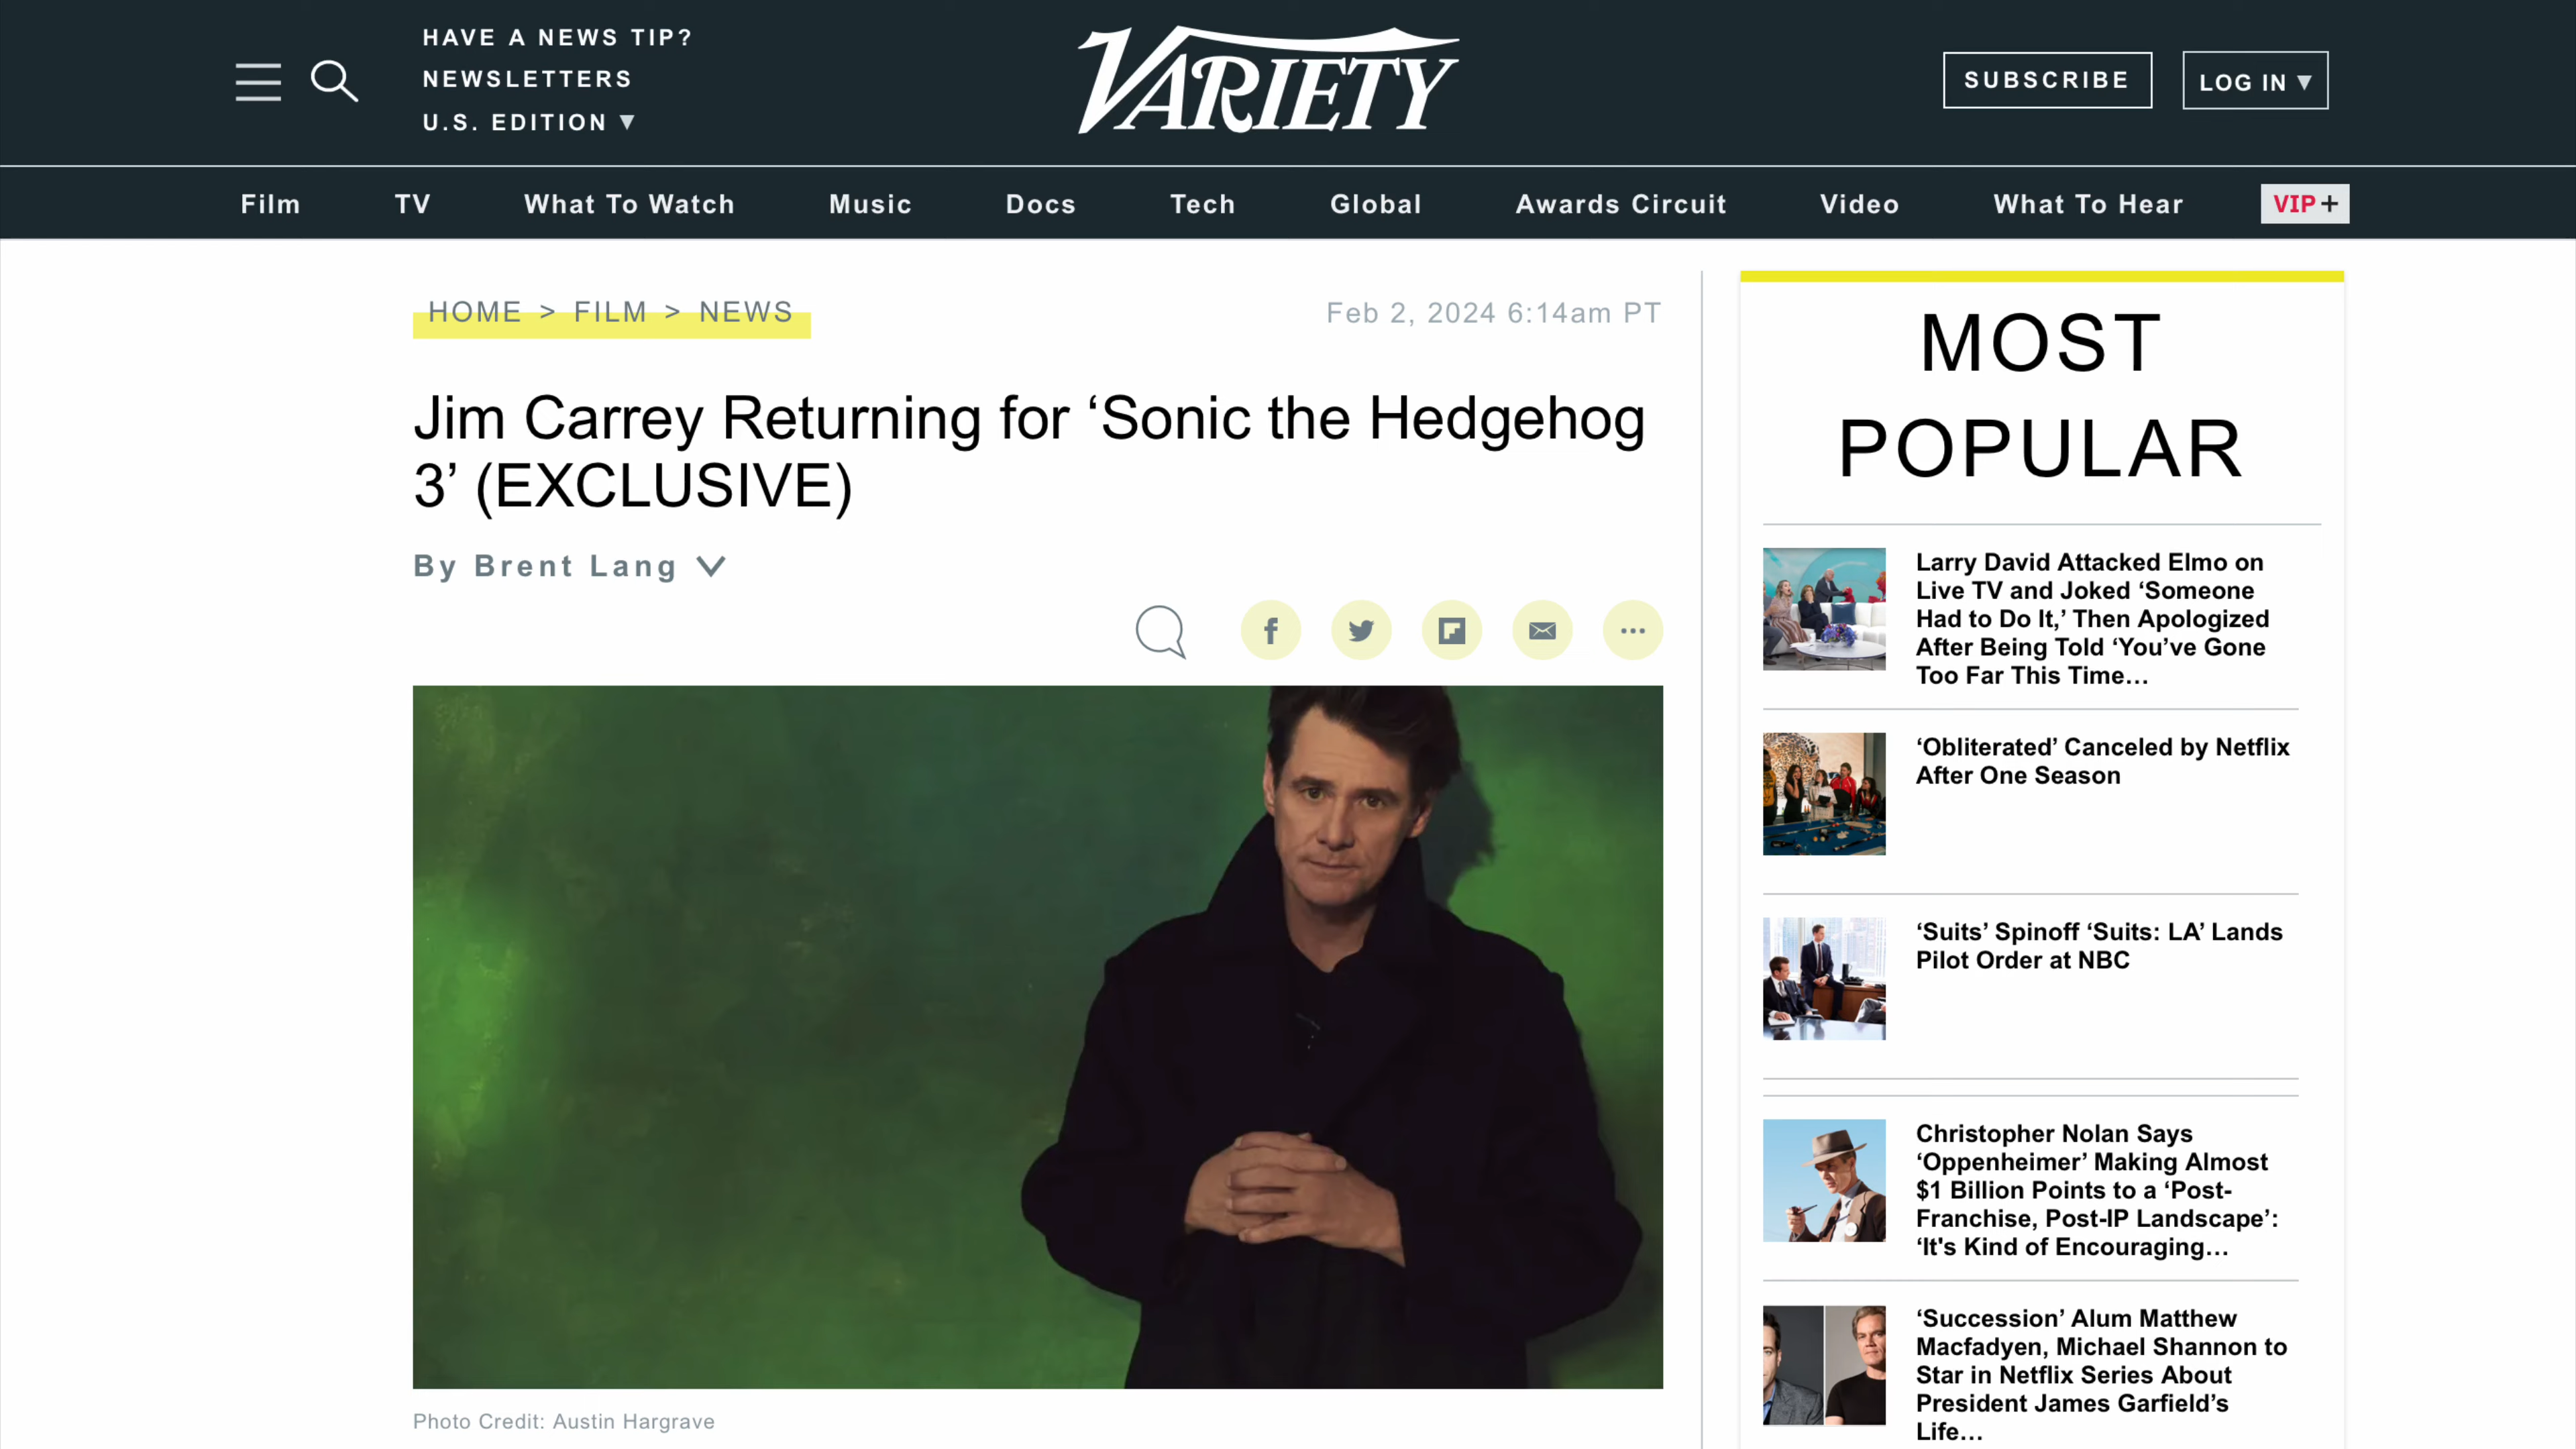 HAVE A NEWS TIP?
NEWSLETTERS
U.S. EDITION ▼
VARIETY
SUBSCRIBE
LOG IN ▼
Film TV What To Watch Music Docs Tech Global Awards Circuit Video What To Hear VIP+
HOME > FILM > NEWS
Feb 2, 2024 6:14am PT
Jim Carrey Returning for ‘Sonic the Hedgehog
3’ (EXCLUSIVE)
By Brent Lang
Photo Credit: Austin Hargrave
MOST
POPULAR
Larry David Attacked Elmo on
Live TV and Joked ‘Someone
Had to Do It,’ Then Apologized
After Being Told ‘You’ve Gone
Too Far This Time…
‘Obliterated’ Canceled by Netflix
After One Season
‘Suits’ Spinoff ‘Suits: LA’ Lands
Pilot Order at NBC
Christopher Nolan Says
‘Oppenheimer’ Making Almost
$1 Billion Points to a ‘Post-
Franchise, Post-IP Landscape’:
‘It's Kind of Encouraging…
‘Succession’ Alum Matthew
Macfadyen, Michael Shannon to
Star in Netflix Series About
President James Garfield’s
Life…